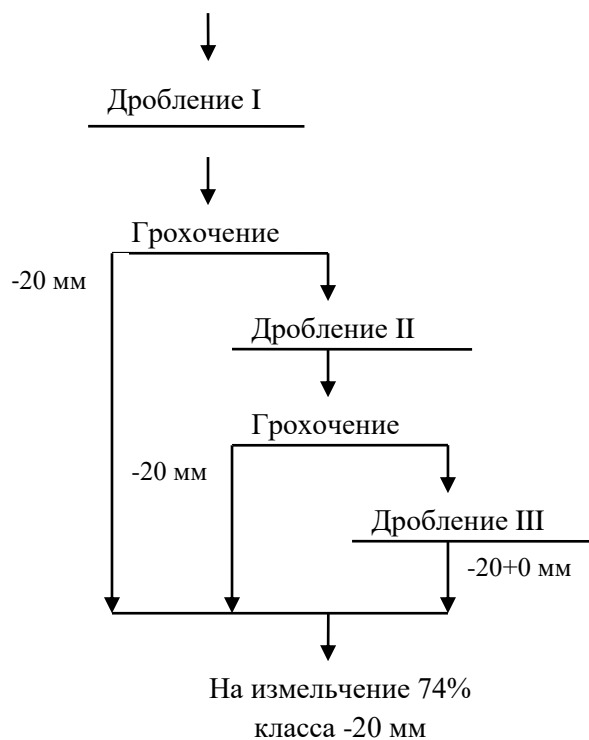 Дробление I
Грохочение
-20 мм
Дробление II
Грохочение
-20 мм
Дробление III
-20+0 мм
На измельчение 74%
класса -20 мм